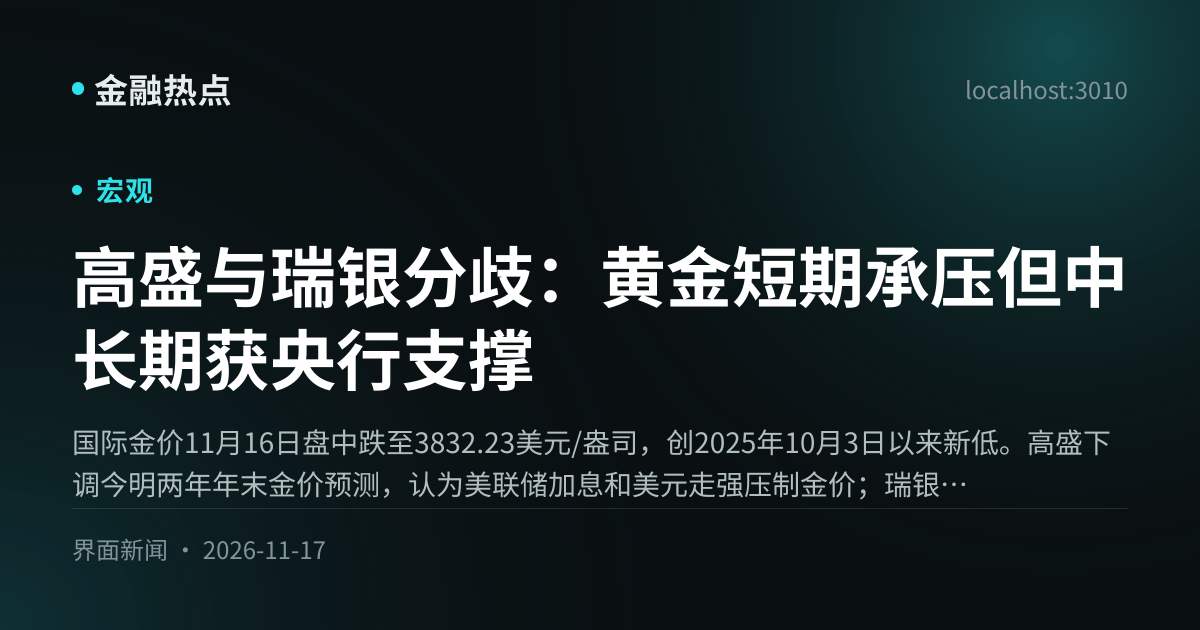 金融热点
localhost:3010
宏观
高盛与瑞银分歧：黄金短期承压但中
长期获央行支撑
国际金价11月16日盘中跌至3832.23美元/盎司，创2025年10月3日以来新低。高盛下
调今明两年年末金价预测，认为美联储加息和美元走强压制金价；瑞银…
界面新闻 • 2026-11-17